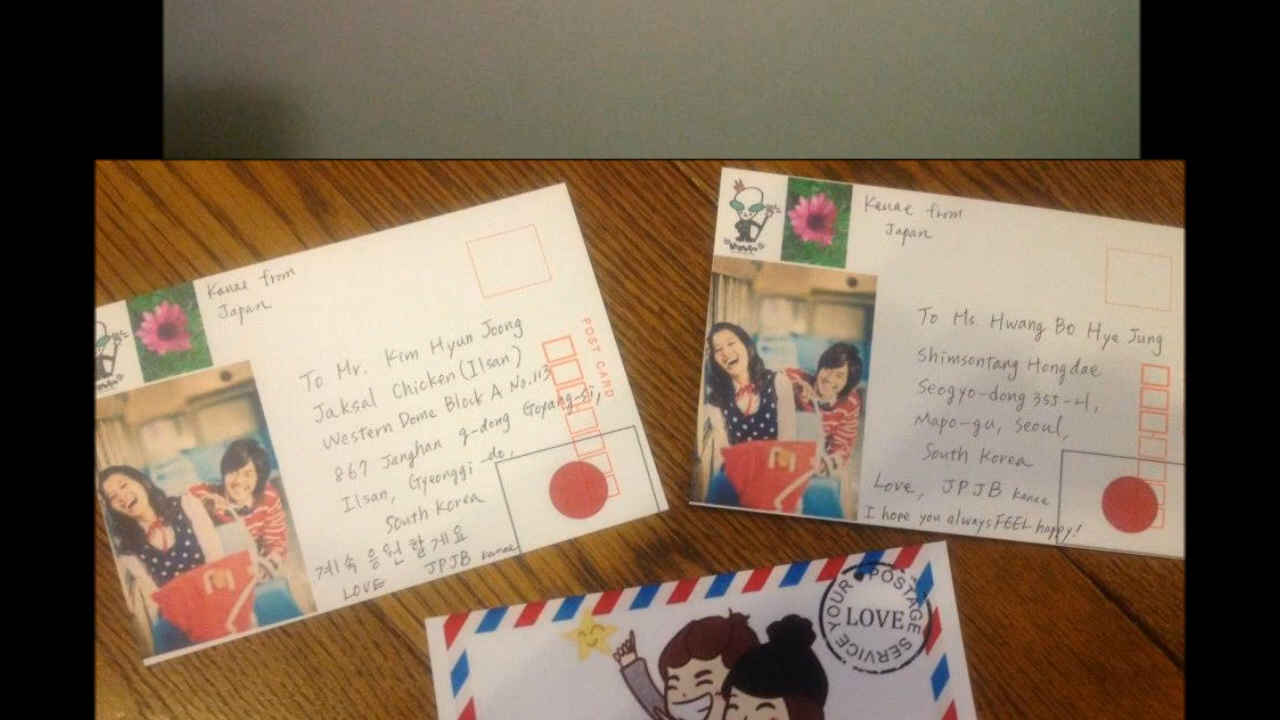 Kanae from
Japan
To Mr. Kim Hyun Joong
Jaksal Chicken (Ilsan)
Western Dome Block A No.113
867 Janghan g-dong Goyang-si,
Ilsan, Gyeonggi-do,
South Korea
계속 응원 할게요
LOVE JPJB kanae
POST CARD
Kanae from
Japan
To Ms. Hwang Bo Hye Jung
Shimsontang Hongdae
Seogyo-dong 355-21,
Mapo-gu, Seoul,
South Korea
Love, JPJB kanae
I hope you always FEEL happy!
YOUR POSTAGE SERVICE
LOVE